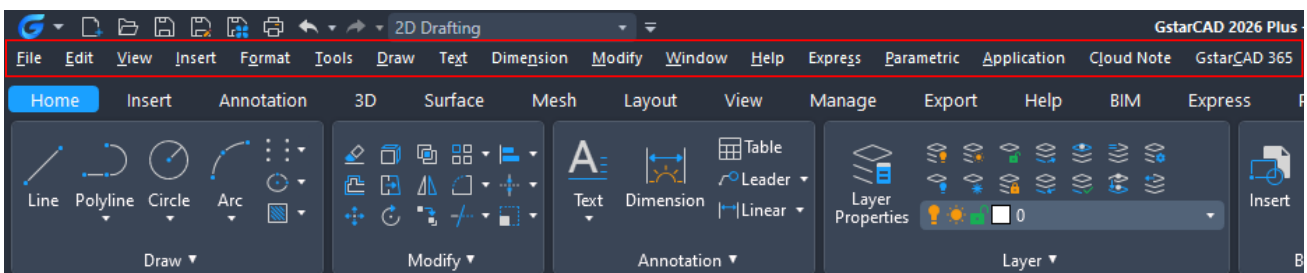 2D Drafting GstarCAD 2026 Plus -
File Edit View Insert Format Tools Draw Text Dimension Modify Window Help Express Parametric Application Cloud Note GstarCAD 365
Home Insert Annotation 3D Surface Mesh Layout View Manage Export Help BIM Express
Line Polyline Circle Arc
Text Dimension
Table
Leader
Linear
Layer
Properties
0
Insert
Draw Modify Annotation Layer